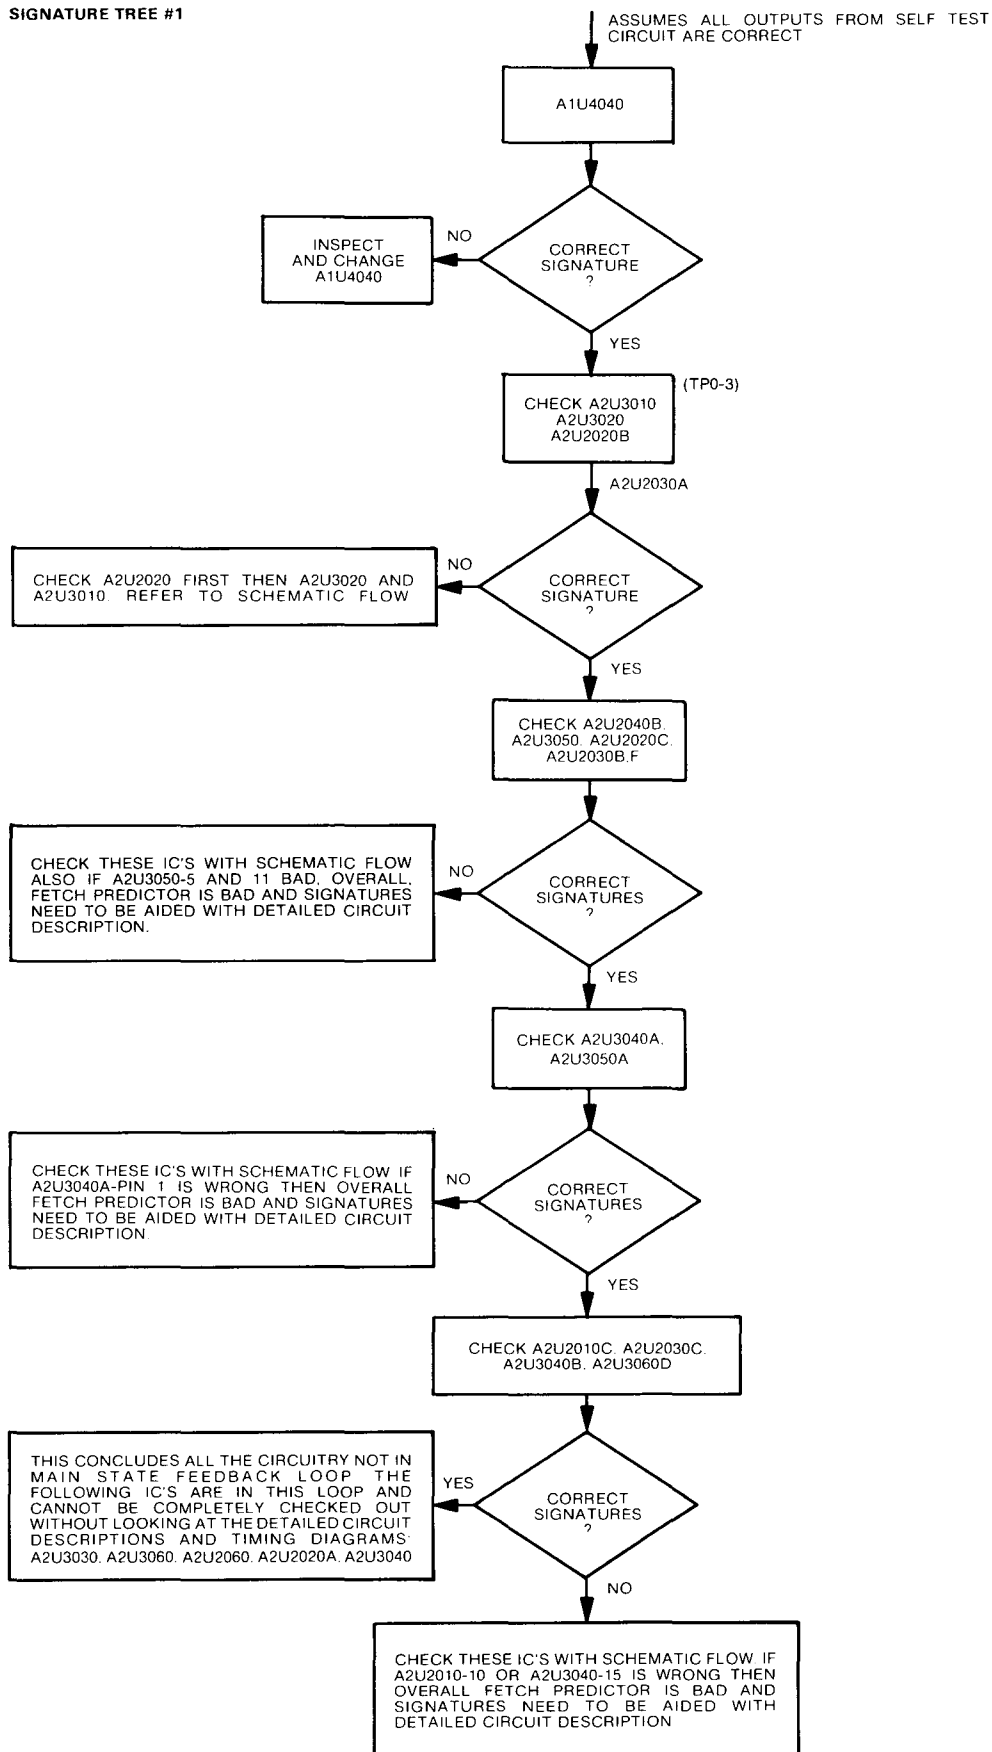 SIGNATURE TREE #1
ASSUMES ALL OUTPUTS FROM SELF TEST
CIRCUIT ARE CORRECT
A1U4040
CORRECT
SIGNATURE
?
NO
INSPECT
AND CHANGE
A1U4040
YES
(TP0-3)
CHECK A2U3010
A2U3020
A2U2020B
A2U2030A
CORRECT
SIGNATURE
?
NO
CHECK A2U2020 FIRST THEN A2U3020 AND
A2U3010. REFER TO SCHEMATIC FLOW
YES
CHECK A2U2040B,
A2U3050, A2U2020C,
A2U2030B,F
CORRECT
SIGNATURES
?
NO
CHECK THESE IC'S WITH SCHEMATIC FLOW
ALSO IF A2U3050-5 AND 11 BAD, OVERALL,
FETCH PREDICTOR IS BAD AND SIGNATURES
NEED TO BE AIDED WITH DETAILED CIRCUIT
DESCRIPTION.
YES
CHECK A2U3040A,
A2U3050A
CORRECT
SIGNATURES
?
NO
CHECK THESE IC'S WITH SCHEMATIC FLOW. IF
A2U3040A-PIN 1 IS WRONG THEN OVERALL
FETCH PREDICTOR IS BAD AND SIGNATURES
NEED TO BE AIDED WITH DETAILED CIRCUIT
DESCRIPTION.
YES
CHECK A2U2010C, A2U2030C,
A2U3040B, A2U3060D
CORRECT
SIGNATURES
?
YES
THIS CONCLUDES ALL THE CIRCUITRY NOT IN
MAIN STATE FEEDBACK LOOP. THE
FOLLOWING IC'S ARE IN THIS LOOP AND
CANNOT BE COMPLETELY CHECKED OUT
WITHOUT LOOKING AT THE DETAILED CIRCUIT
DESCRIPTIONS AND TIMING DIAGRAMS:
A2U3030, A2U3060, A2U2060, A2U2020A, A2U3040
NO
CHECK THESE IC'S WITH SCHEMATIC FLOW. IF
A2U2010-10 OR A2U3040-15 IS WRONG THEN
OVERALL FETCH PREDICTOR IS BAD AND
SIGNATURES NEED TO BE AIDED WITH
DETAILED CIRCUIT DESCRIPTION